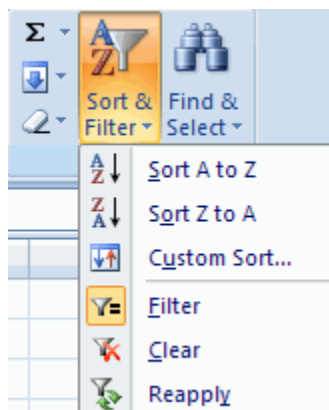 Σ
Sort & Find &
Filter Select
Sort A to Z
Sort Z to A
Custom Sort...
Filter
Clear
Reapply